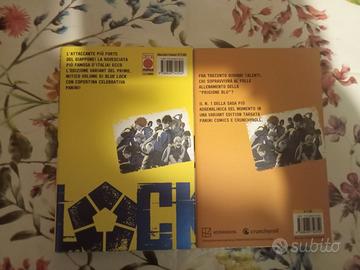 L'ATTACCANTE PIÙ FORTE
DEL GIAPPONE! LA ROVESCIATA
PIÙ FAMOSA D'ITALIA! ECCO
L'EDIZIONE VARIANT DEL PRIMO,
MITICO VOLUME DI BLUE LOCK
CON COPERTINA CELEBRATIVA
PANINI!
LOCK
FRA TRECENTO GIOVANI TALENTI,
CHI SOPRAVVIVRÀ AL FOLLE
ALLENAMENTO DELLA
"PRIGIONE BLU"?
IL N. 1 DELLA SAGA PIÙ
ADRENALINICA DEL MOMENTO IN
UNA VARIANT EDITION TARGATA
PANINI COMICS E CRUNCHYROLL.
crunchyroll
subito